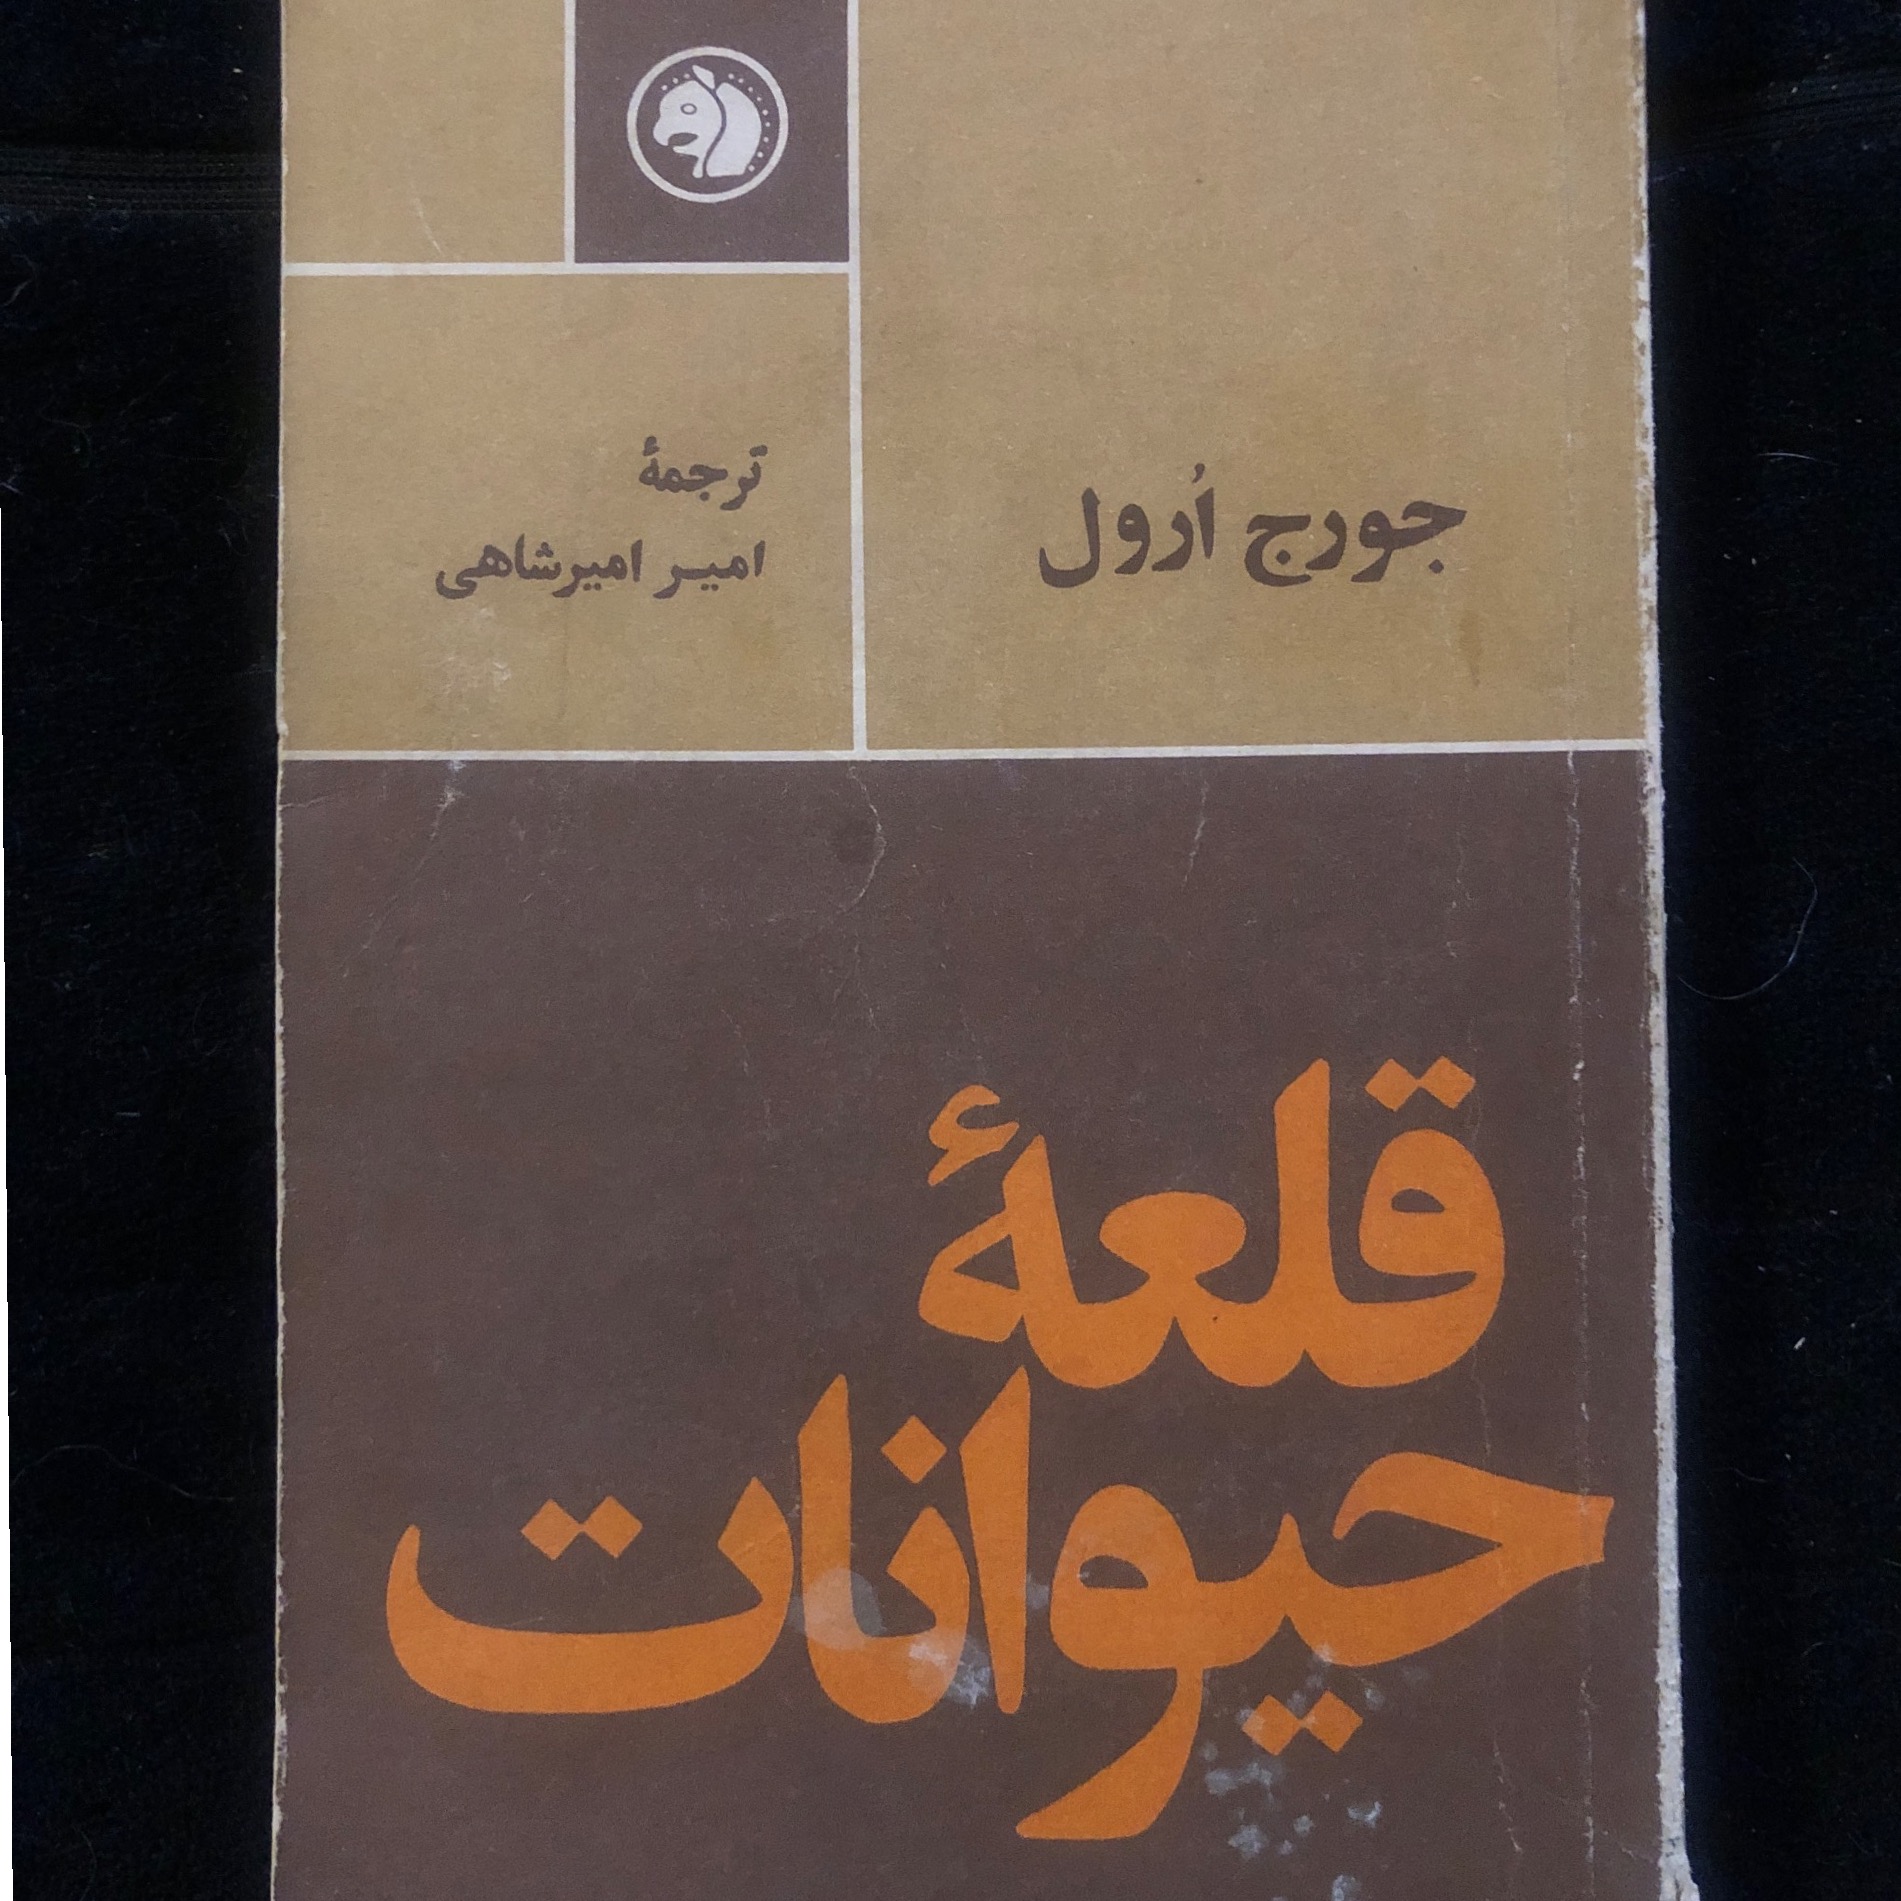 جورج اُرول
ترجمهٔ
امیر امیرشاهی
قلعهٔ
حیوانات